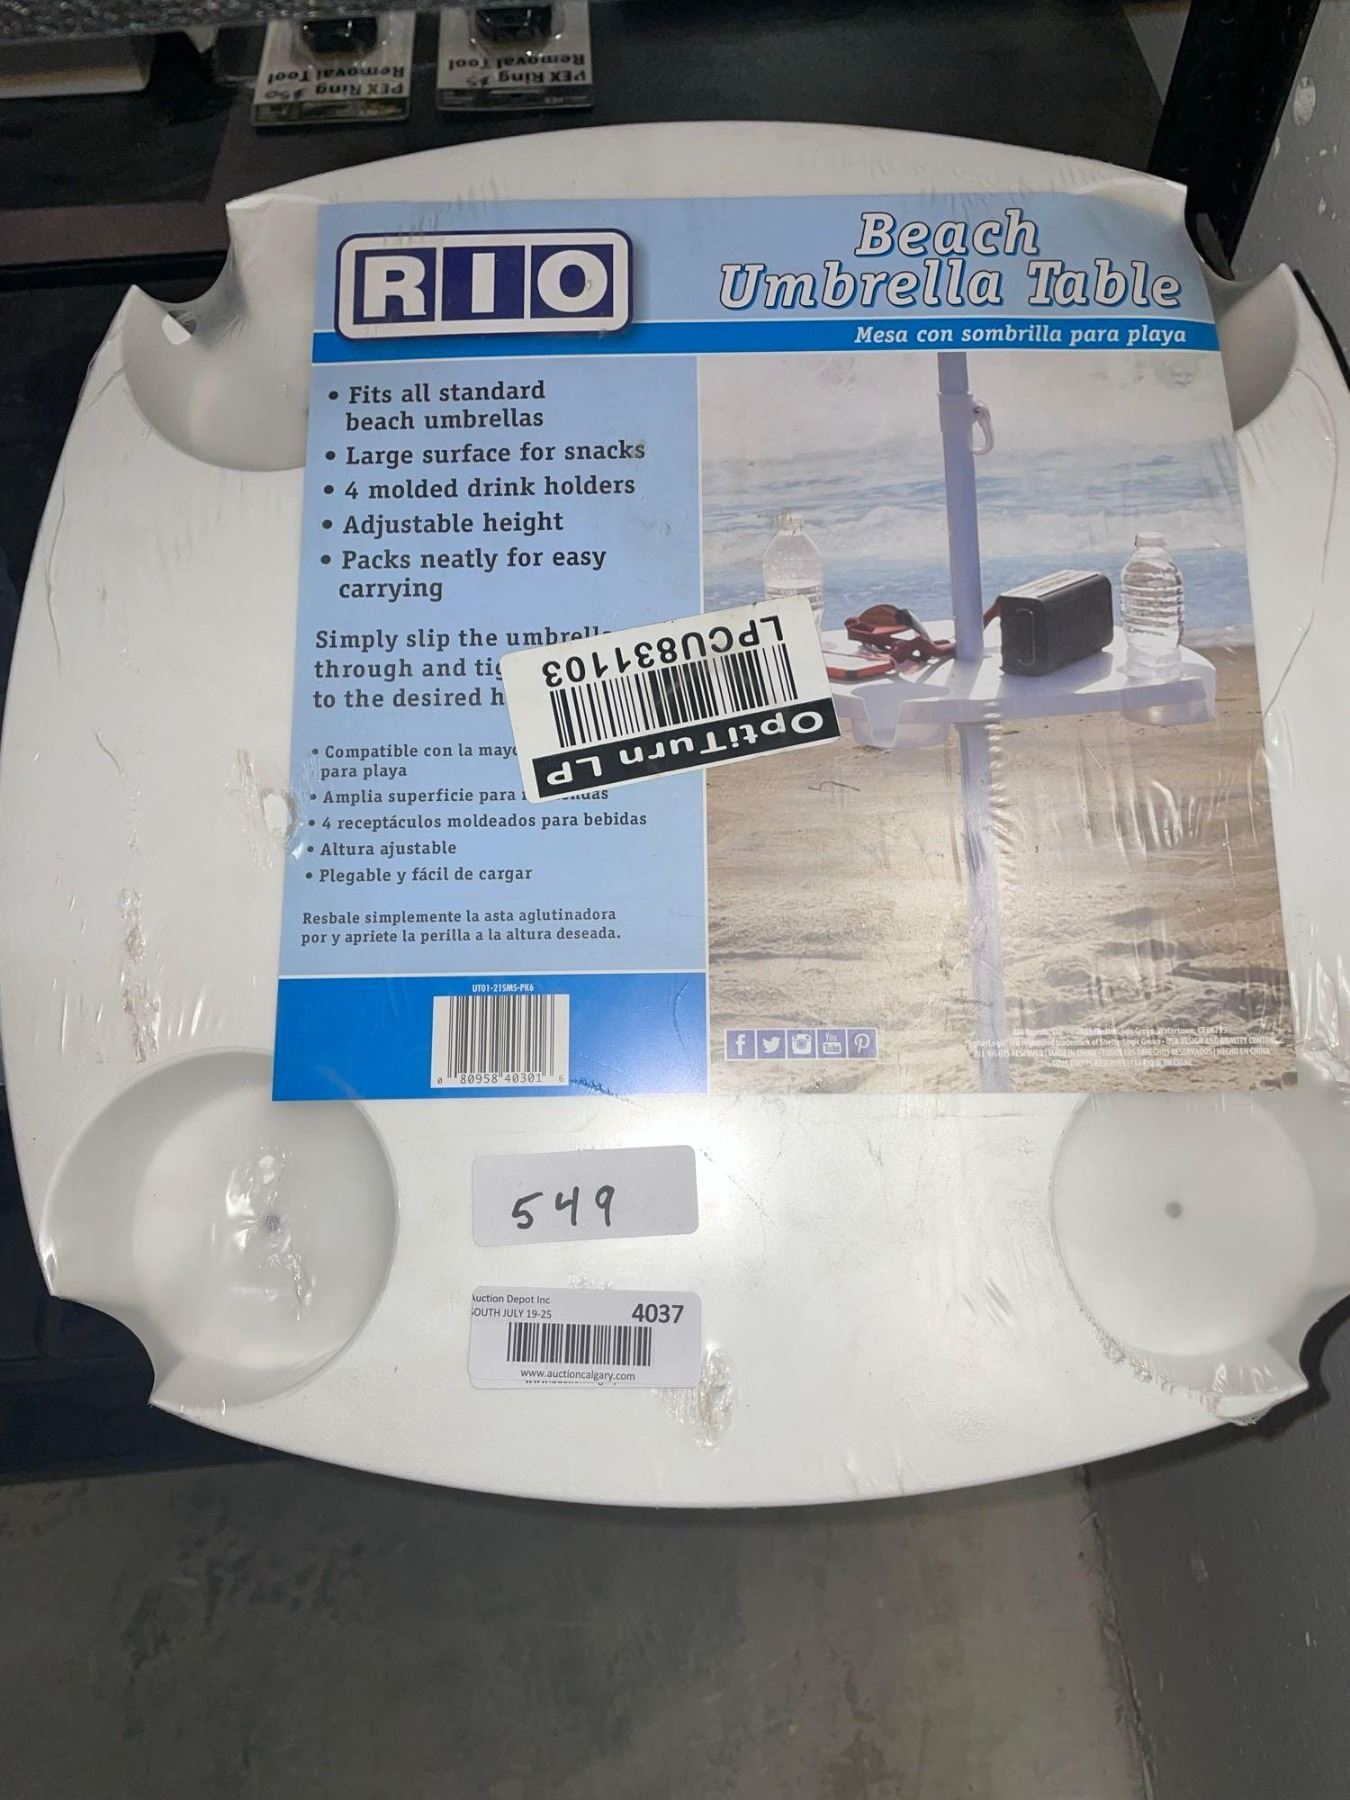 PEX Ring $50
Removal Tool
PEX Ring
Removal Tool
RIO
Beach
Umbrella Table
Mesa con sombrilla para playa
• Fits all standard
beach umbrellas
• Large surface for snacks
• 4 molded drink holders
• Adjustable height
• Packs neatly for easy
carrying
Simply slip the umbrell
through and tig
to the desired h
• Compatible con la mayo
para playa
• Amplia superficie para
• 4 receptáculos moldeados para bebidas
• Altura ajustable
• Plegable y fácil de cargar
Resbale simplemente la asta aglutinadora
por y apriete la perilla a la altura deseada.
OptiTurn LP
LPCU831103
UT01-21SMS-PK6
0 80958 40301 6
You
Tube
549
Auction Depot Inc
SOUTH JULY 19-25
4037
www.auctioncalgary.com